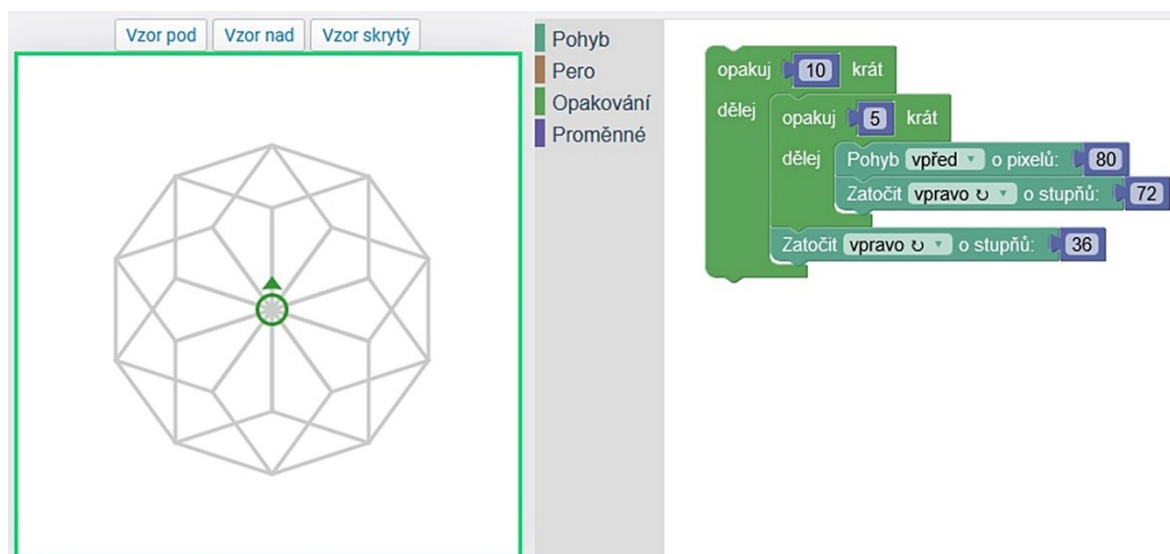 Vzor pod Vzor nad Vzor skrytý
Pohyb
Pero
Opakování
Proměnné
opakuj 10 krát
dělej opakuj 5 krát
dělej Pohyb vpřed o pixelů: 80
Zatočit vpravo ↻ o stupňů: 72
Zatočit vpravo ↻ o stupňů: 36